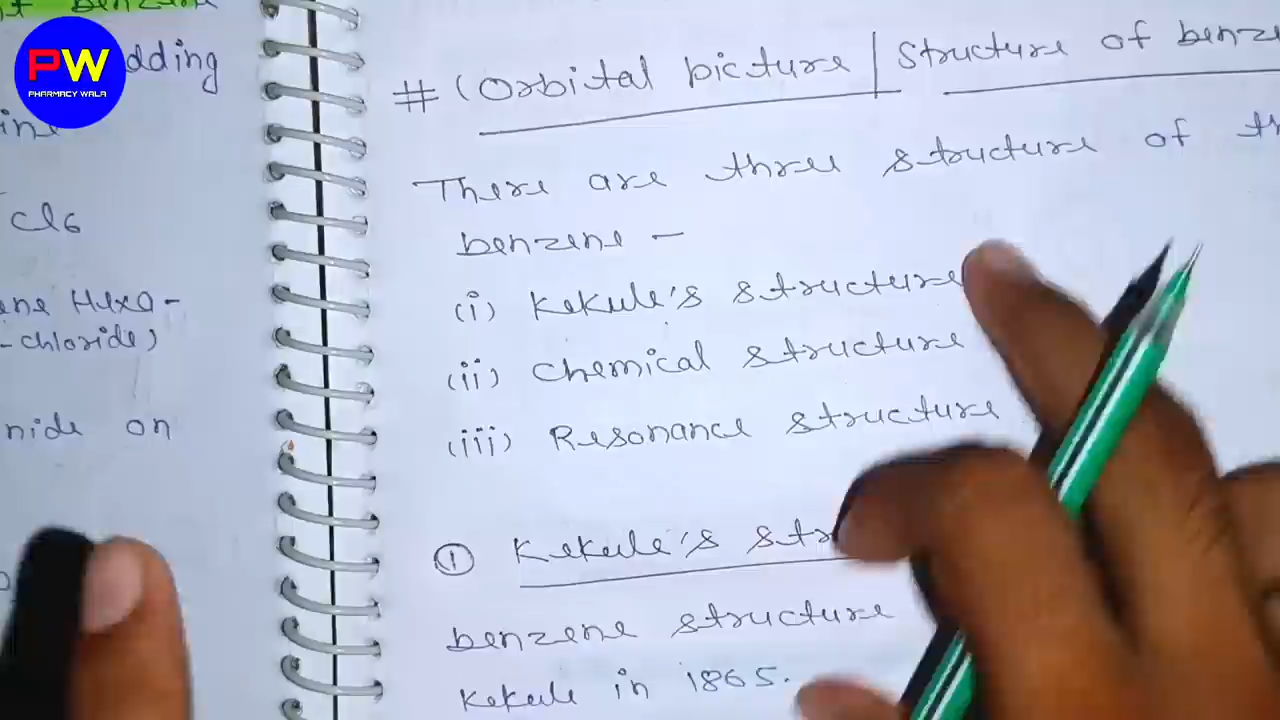 PW
PHARMACY WALA
benzene
dding
Cl6
Hexa-
-chloride)
on
# (Orbital picture | Structure of
There are three structure of
benzene -
(i) Kekule's structure
(ii) Chemical structure
(iii) Resonance structure
① Kekule's
benzene structure
Kekule in 1865.